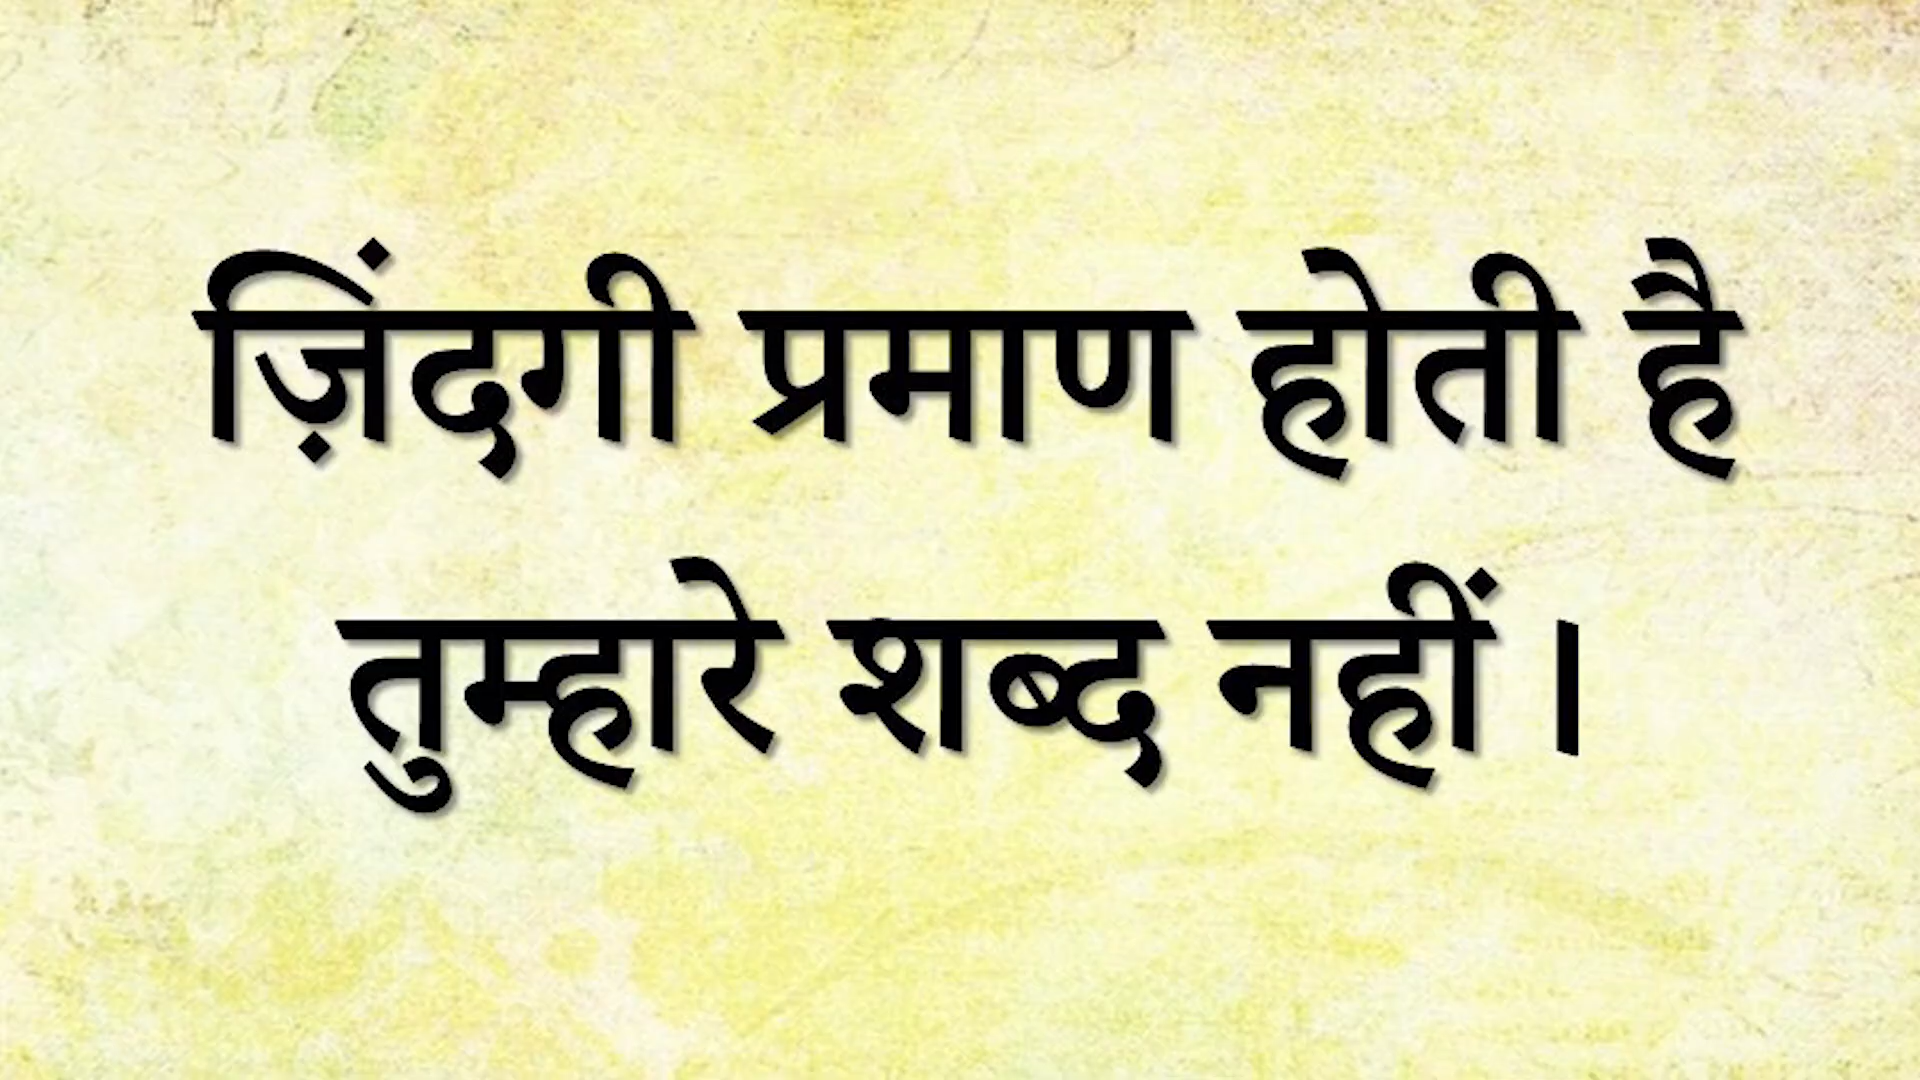 ज़िंदगी प्रमाण होती है
तुम्हारे शब्द नहीं।